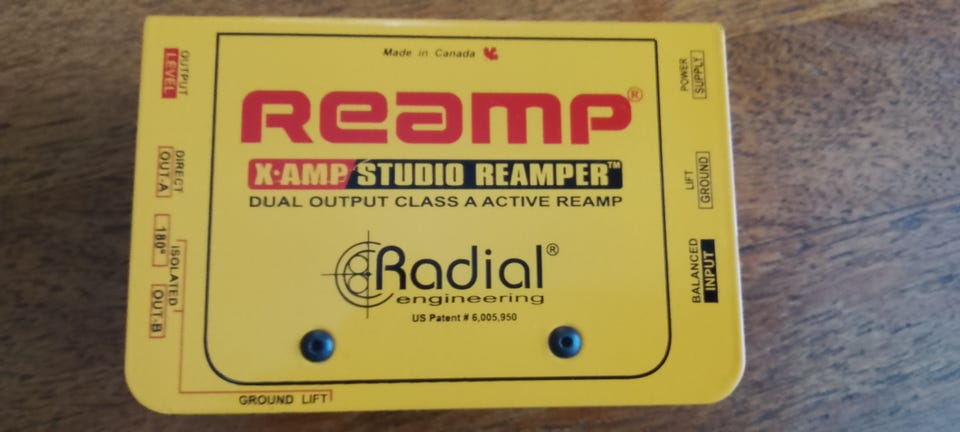 Made in Canada
ReamP®
X·AMP STUDIO REAMPER™
DUAL OUTPUT CLASS A ACTIVE REAMP
Radial®
engineering
US Patent # 6,005,950
OUTPUT
LEVEL
DIRECT
OUT-A
180°
ISOLATED
OUT-B
GROUND LIFT
POWER
SUPPLY
LIFT
GROUND
BALANCED
INPUT